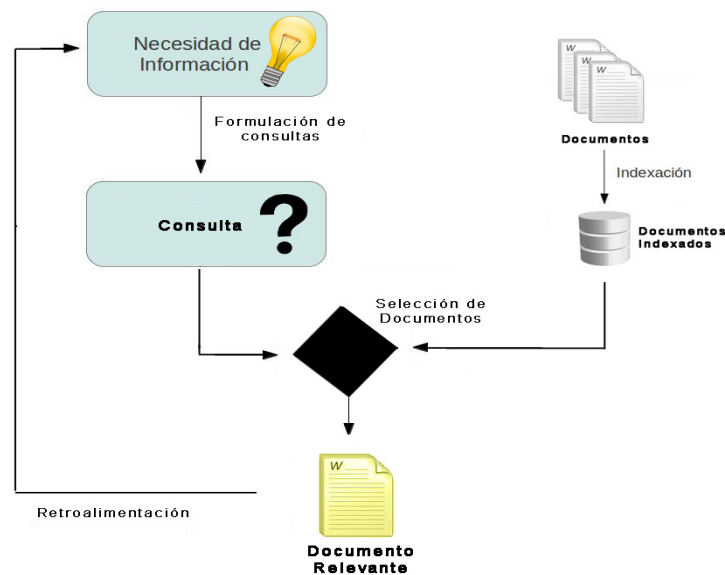 Necesidad de
Información
Formulación de
consultas
Consulta
W
W
W
Documentos
Indexación
Documentos
Indexados
Selección de
Documentos
W
Documento
Relevante
Retroalimentación